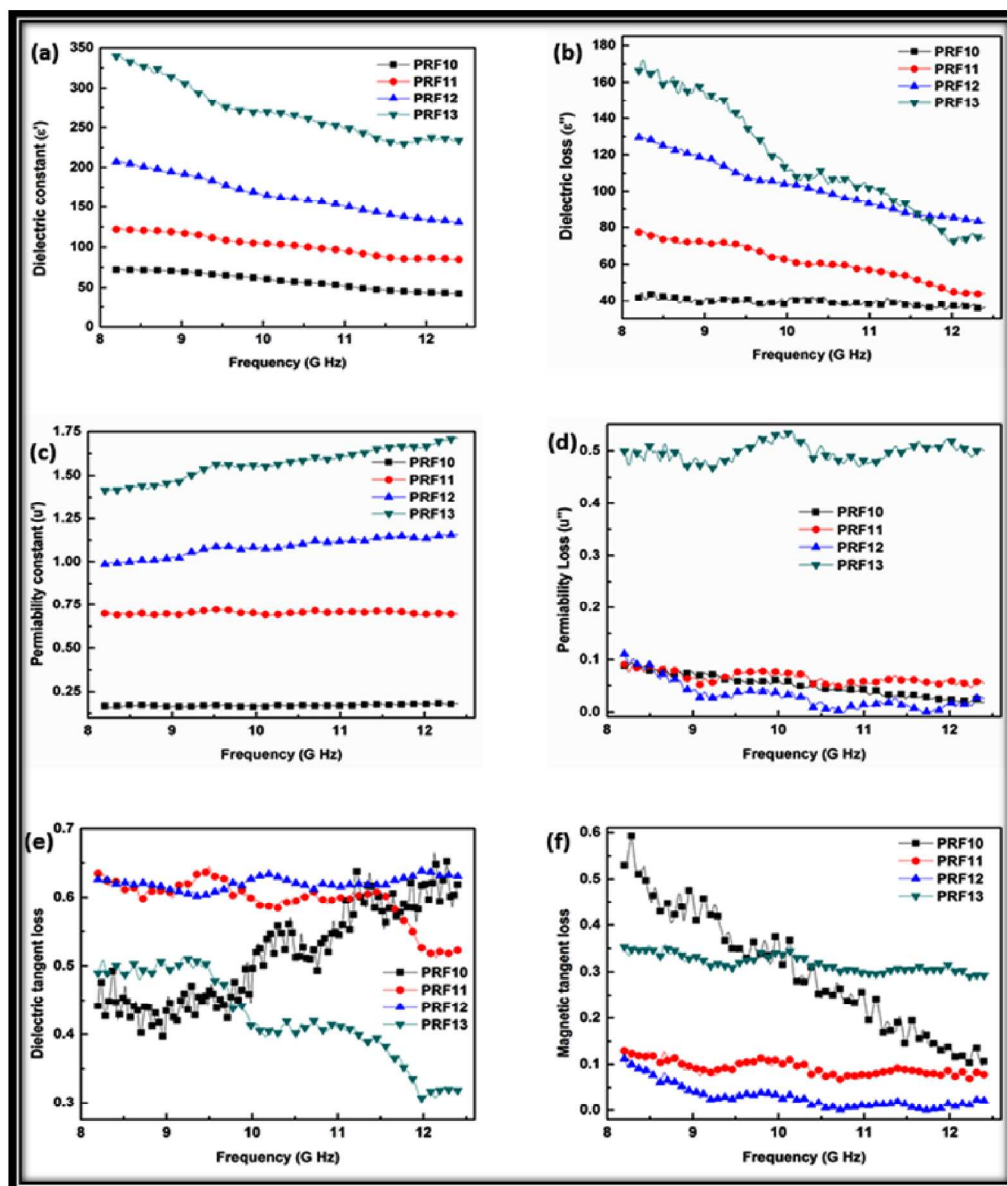 (a)
350
300
250
200
150
100
50
0
Dielectric constant (ε')
PRF10
PRF11
PRF12
PRF13
8 9 10 11 12
Frequency (G Hz)
(b)
180
160
140
120
100
80
60
40
Dielectric loss (ε'')
PRF10
PRF11
PRF12
PRF13
8 9 10 11 12
Frequency (G Hz)
(c)
1.75
1.50
1.25
1.00
0.75
0.50
0.25
Permiability constant (u')
PRF10
PRF11
PRF12
PRF13
8 9 10 11 12
Frequency (G Hz)
(d)
0.5
0.4
0.3
0.2
0.1
0.0
Permiability Loss (u'')
PRF10
PRF11
PRF12
PRF13
8 9 10 11 12
Frequency (G Hz)
(e)
0.7
0.6
0.5
0.4
0.3
Dielectric tangent loss
PRF10
PRF11
PRF12
PRF13
8 9 10 11 12
Frequency (G Hz)
(f)
0.6
0.5
0.4
0.3
0.2
0.1
0.0
Magnetic tangent loss
PRF10
PRF11
PRF12
PRF13
8 9 10 11 12
Frequency (G Hz)